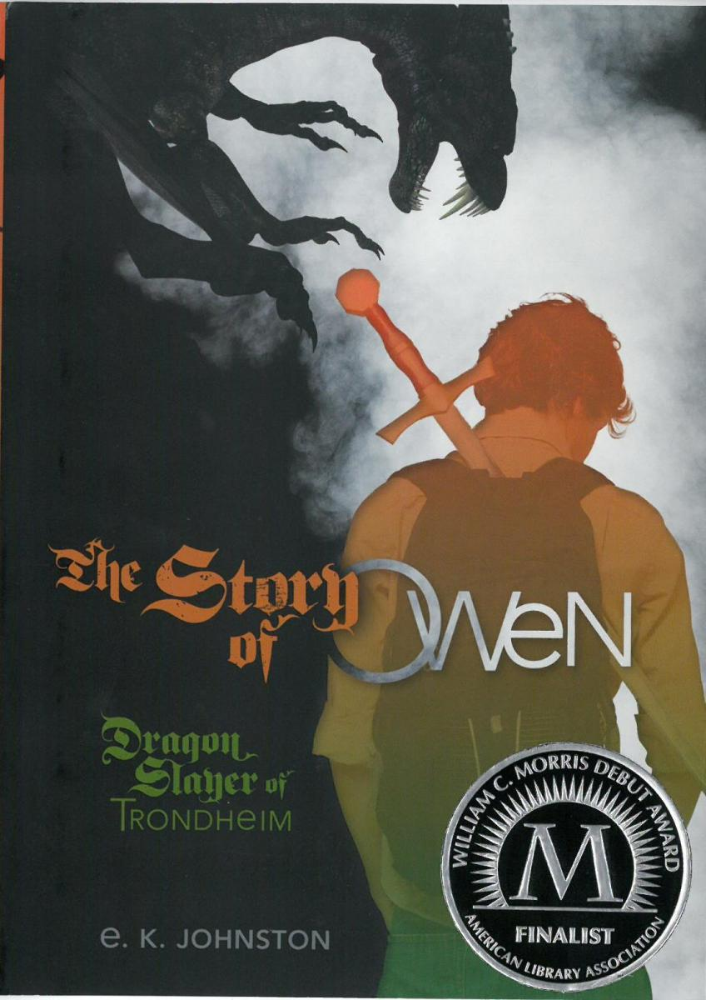 The Story
of OWeN
Dragon
Slayer of
TRONDHeIM
e. K. JOHNSTON
WILLIAM C. MORRIS DEBUT AWARD
M
FINALIST
AMERICAN LIBRARY ASSOCIATION